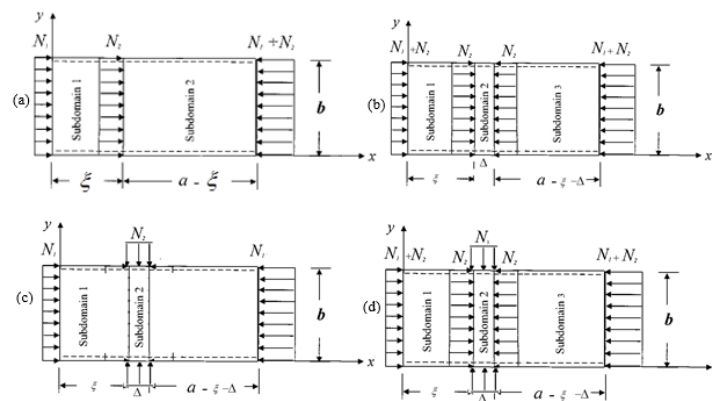 (a)
y
N₁
N₂
N₁ + N₂
Subdomain 1
Subdomain 2
b
x
ξ
a - ξ
(b)
y
N₁ + N₂
N₂
N₂
N₁ + N₂
Subdomain 1
Subdomain 2
Subdomain 3
b
x
ξ
Δ
a - ξ - Δ
(c)
y
N₁
N₂
N₁
Subdomain 1
Subdomain 2
b
x
ξ
Δ
a - ξ - Δ
(d)
y
N₁ + N₂
N₂
N₂
N₁ + N₂
Subdomain 1
Subdomain 2
Subdomain 3
b
x
ξ
Δ
a - ξ - Δ